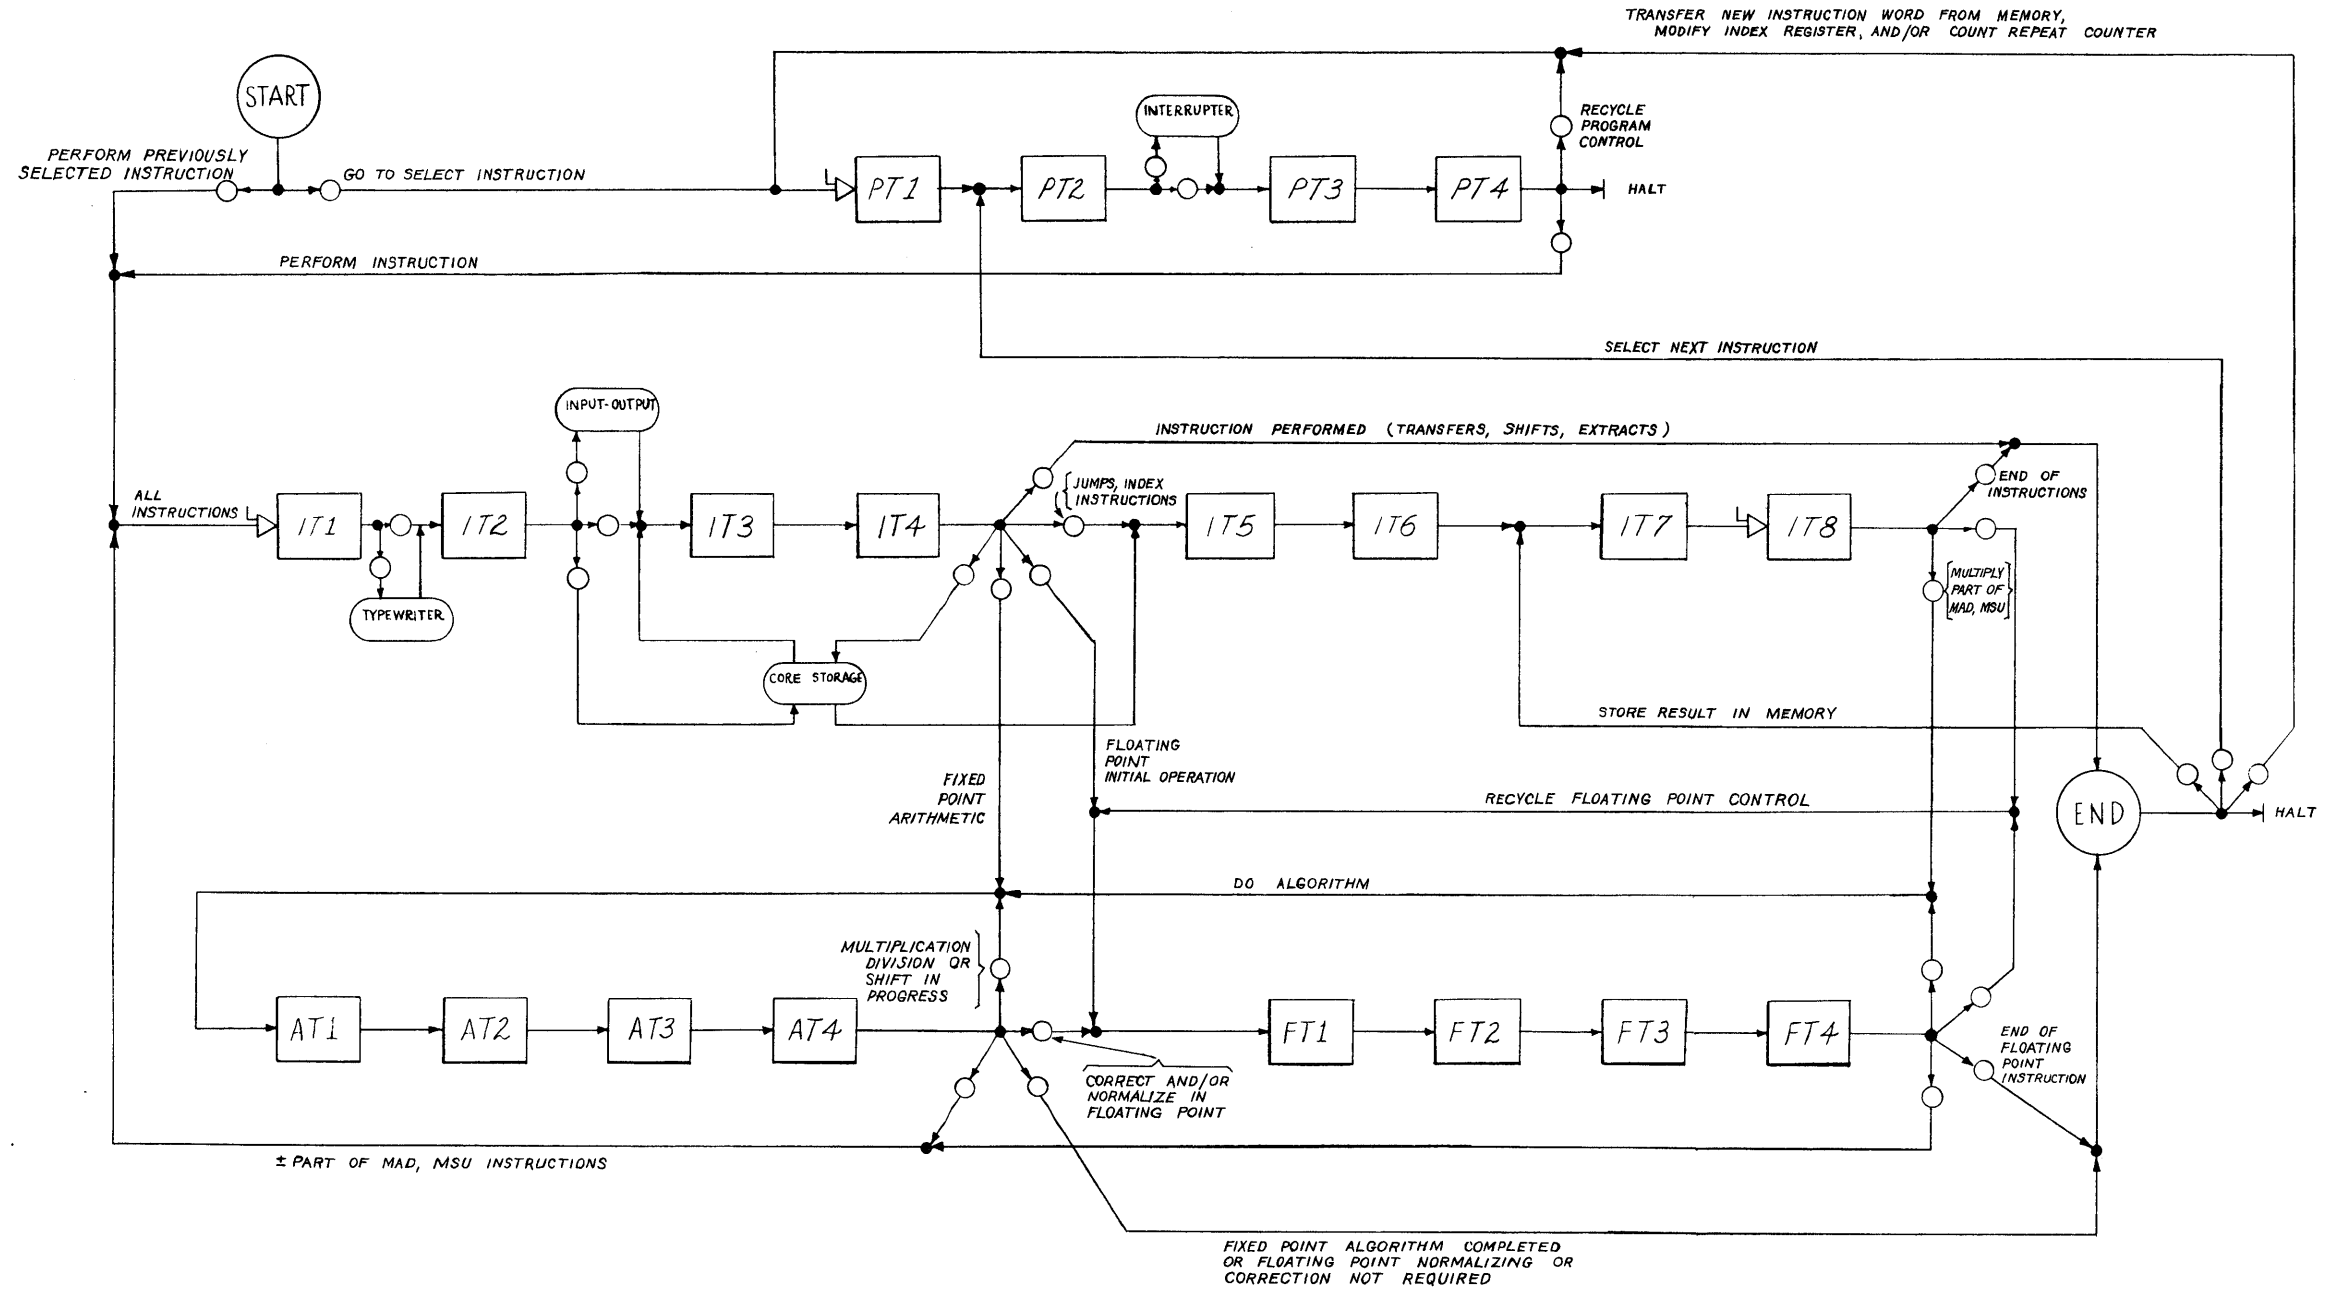 TRANSFER NEW INSTRUCTION WORD FROM MEMORY,
MODIFY INDEX REGISTER, AND/OR COUNT REPEAT COUNTER
START
PERFORM PREVIOUSLY
SELECTED INSTRUCTION
GO TO SELECT INSTRUCTION
PT1
PT2
INTERRUPTER
PT3
PT4
RECYCLE
PROGRAM
CONTROL
HALT
PERFORM INSTRUCTION
SELECT NEXT INSTRUCTION
INPUT-OUTPUT
INSTRUCTION PERFORMED (TRANSFERS, SHIFTS, EXTRACTS)
ALL
INSTRUCTIONS
IT1
IT2
IT3
IT4
JUMPS, INDEX
INSTRUCTIONS
IT5
IT6
IT7
IT8
END OF
INSTRUCTIONS
TYPEWRITER
MULTIPLY
PART OF
MAD, MSU
CORE STORAGE
STORE RESULT IN MEMORY
FLOATING
POINT
INITIAL OPERATION
FIXED
POINT
ARITHMETIC
RECYCLE FLOATING POINT CONTROL
END
HALT
DO ALGORITHM
MULTIPLICATION
DIVISION OR
SHIFT IN
PROGRESS
AT1
AT2
AT3
AT4
FT1
FT2
FT3
FT4
CORRECT AND/OR
NORMALIZE IN
FLOATING POINT
END OF
FLOATING
POINT
INSTRUCTION
± PART OF MAD, MSU INSTRUCTIONS
FIXED POINT ALGORITHM COMPLETED
OR FLOATING POINT NORMALIZING OR
CORRECTION NOT REQUIRED